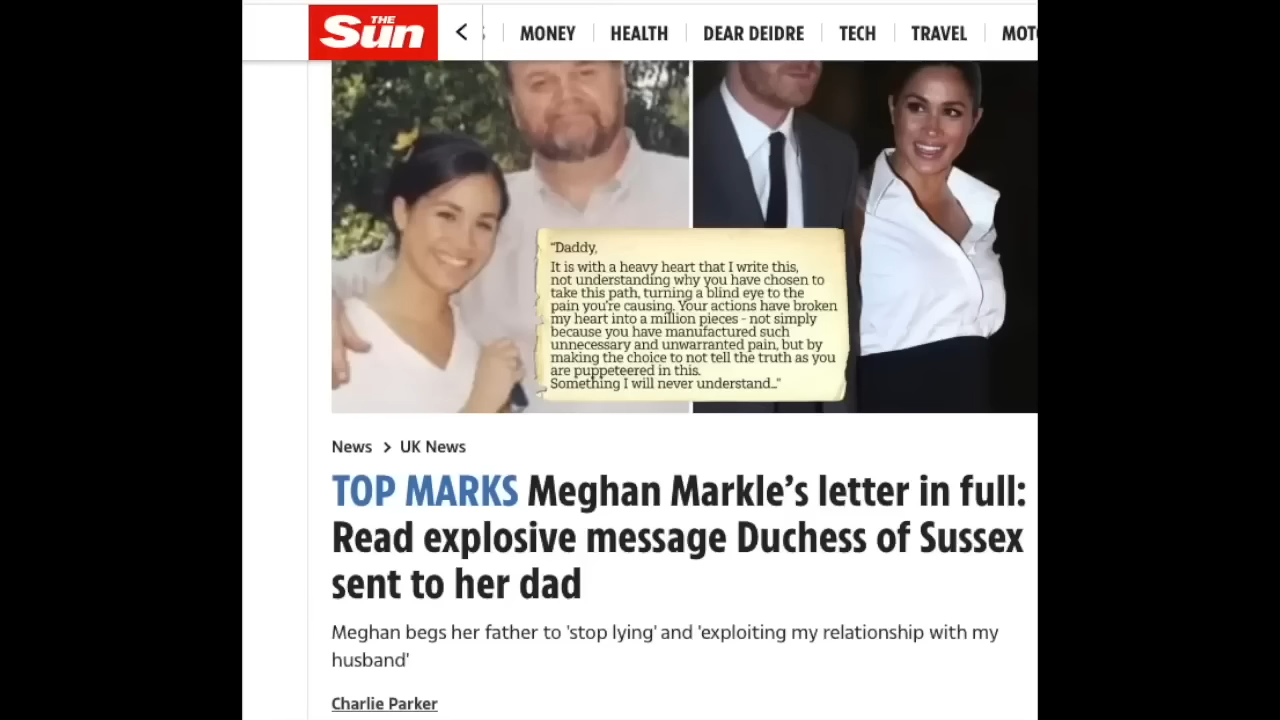 THE
Sun
MONEY
HEALTH
DEAR DEIDRE
TECH
TRAVEL
"Daddy,
It is with a heavy heart that I write this,
not understanding why you have chosen to
take this path, turning a blind eye to the
pain you're causing. Your actions have broken
my heart into a million pieces - not simply
because you have manufactured such
unnecessary and unwarranted pain, but by
making the choice to not tell the truth as you
are puppeteered in this.
Something I will never understand..."
News > UK News
TOP MARKS Meghan Markle’s letter in full:
Read explosive message Duchess of Sussex
sent to her dad
Meghan begs her father to 'stop lying' and 'exploiting my relationship with my
husband'
Charlie Parker